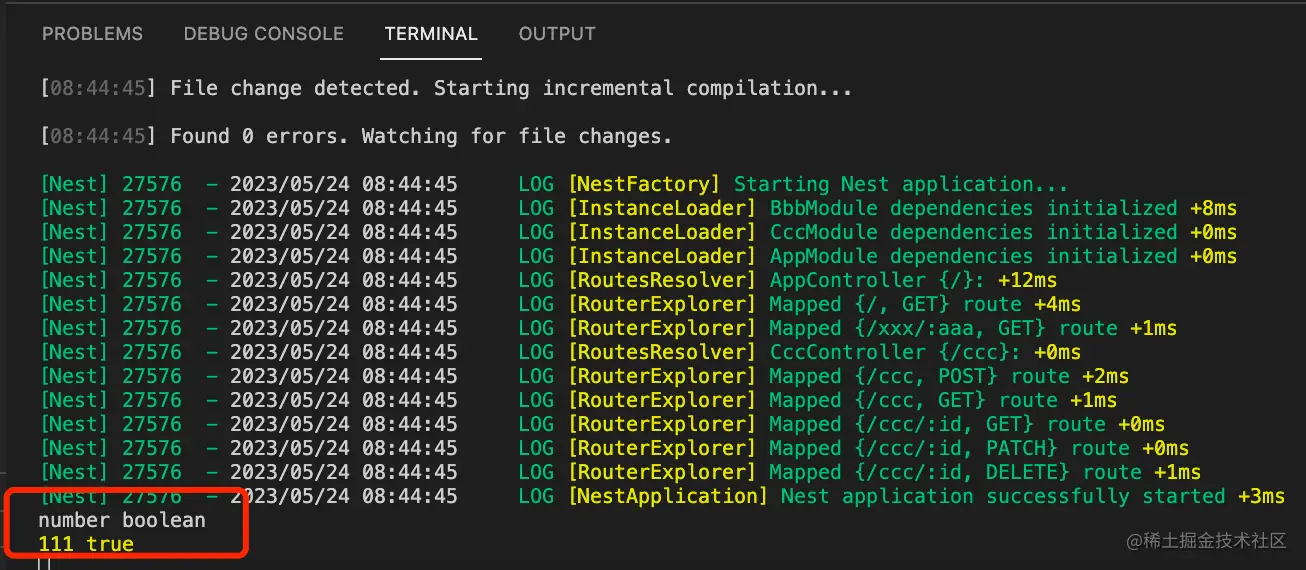 PROBLEMS DEBUG CONSOLE TERMINAL OUTPUT
[08:44:45] File change detected. Starting incremental compilation...
[08:44:45] Found 0 errors. Watching for file changes.
[Nest] 27576  - 2023/05/24 08:44:45     LOG [NestFactory] Starting Nest application...
[Nest] 27576  - 2023/05/24 08:44:45     LOG [InstanceLoader] BbbModule dependencies initialized +8ms
[Nest] 27576  - 2023/05/24 08:44:45     LOG [InstanceLoader] CccModule dependencies initialized +0ms
[Nest] 27576  - 2023/05/24 08:44:45     LOG [InstanceLoader] AppModule dependencies initialized +0ms
[Nest] 27576  - 2023/05/24 08:44:45     LOG [RoutesResolver] AppController {/}: +12ms
[Nest] 27576  - 2023/05/24 08:44:45     LOG [RouterExplorer] Mapped {/, GET} route +4ms
[Nest] 27576  - 2023/05/24 08:44:45     LOG [RouterExplorer] Mapped {/xxx/:aaa, GET} route +1ms
[Nest] 27576  - 2023/05/24 08:44:45     LOG [RoutesResolver] CccController {/ccc}: +0ms
[Nest] 27576  - 2023/05/24 08:44:45     LOG [RouterExplorer] Mapped {/ccc, POST} route +2ms
[Nest] 27576  - 2023/05/24 08:44:45     LOG [RouterExplorer] Mapped {/ccc, GET} route +1ms
[Nest] 27576  - 2023/05/24 08:44:45     LOG [RouterExplorer] Mapped {/ccc/:id, GET} route +0ms
[Nest] 27576  - 2023/05/24 08:44:45     LOG [RouterExplorer] Mapped {/ccc/:id, PATCH} route +0ms
[Nest] 27576  - 2023/05/24 08:44:45     LOG [RouterExplorer] Mapped {/ccc/:id, DELETE} route +1ms
[Nest] 27576  - 2023/05/24 08:44:45     LOG [NestApplication] Nest application successfully started +3ms
number boolean
111 true
@稀土掘金技术社区